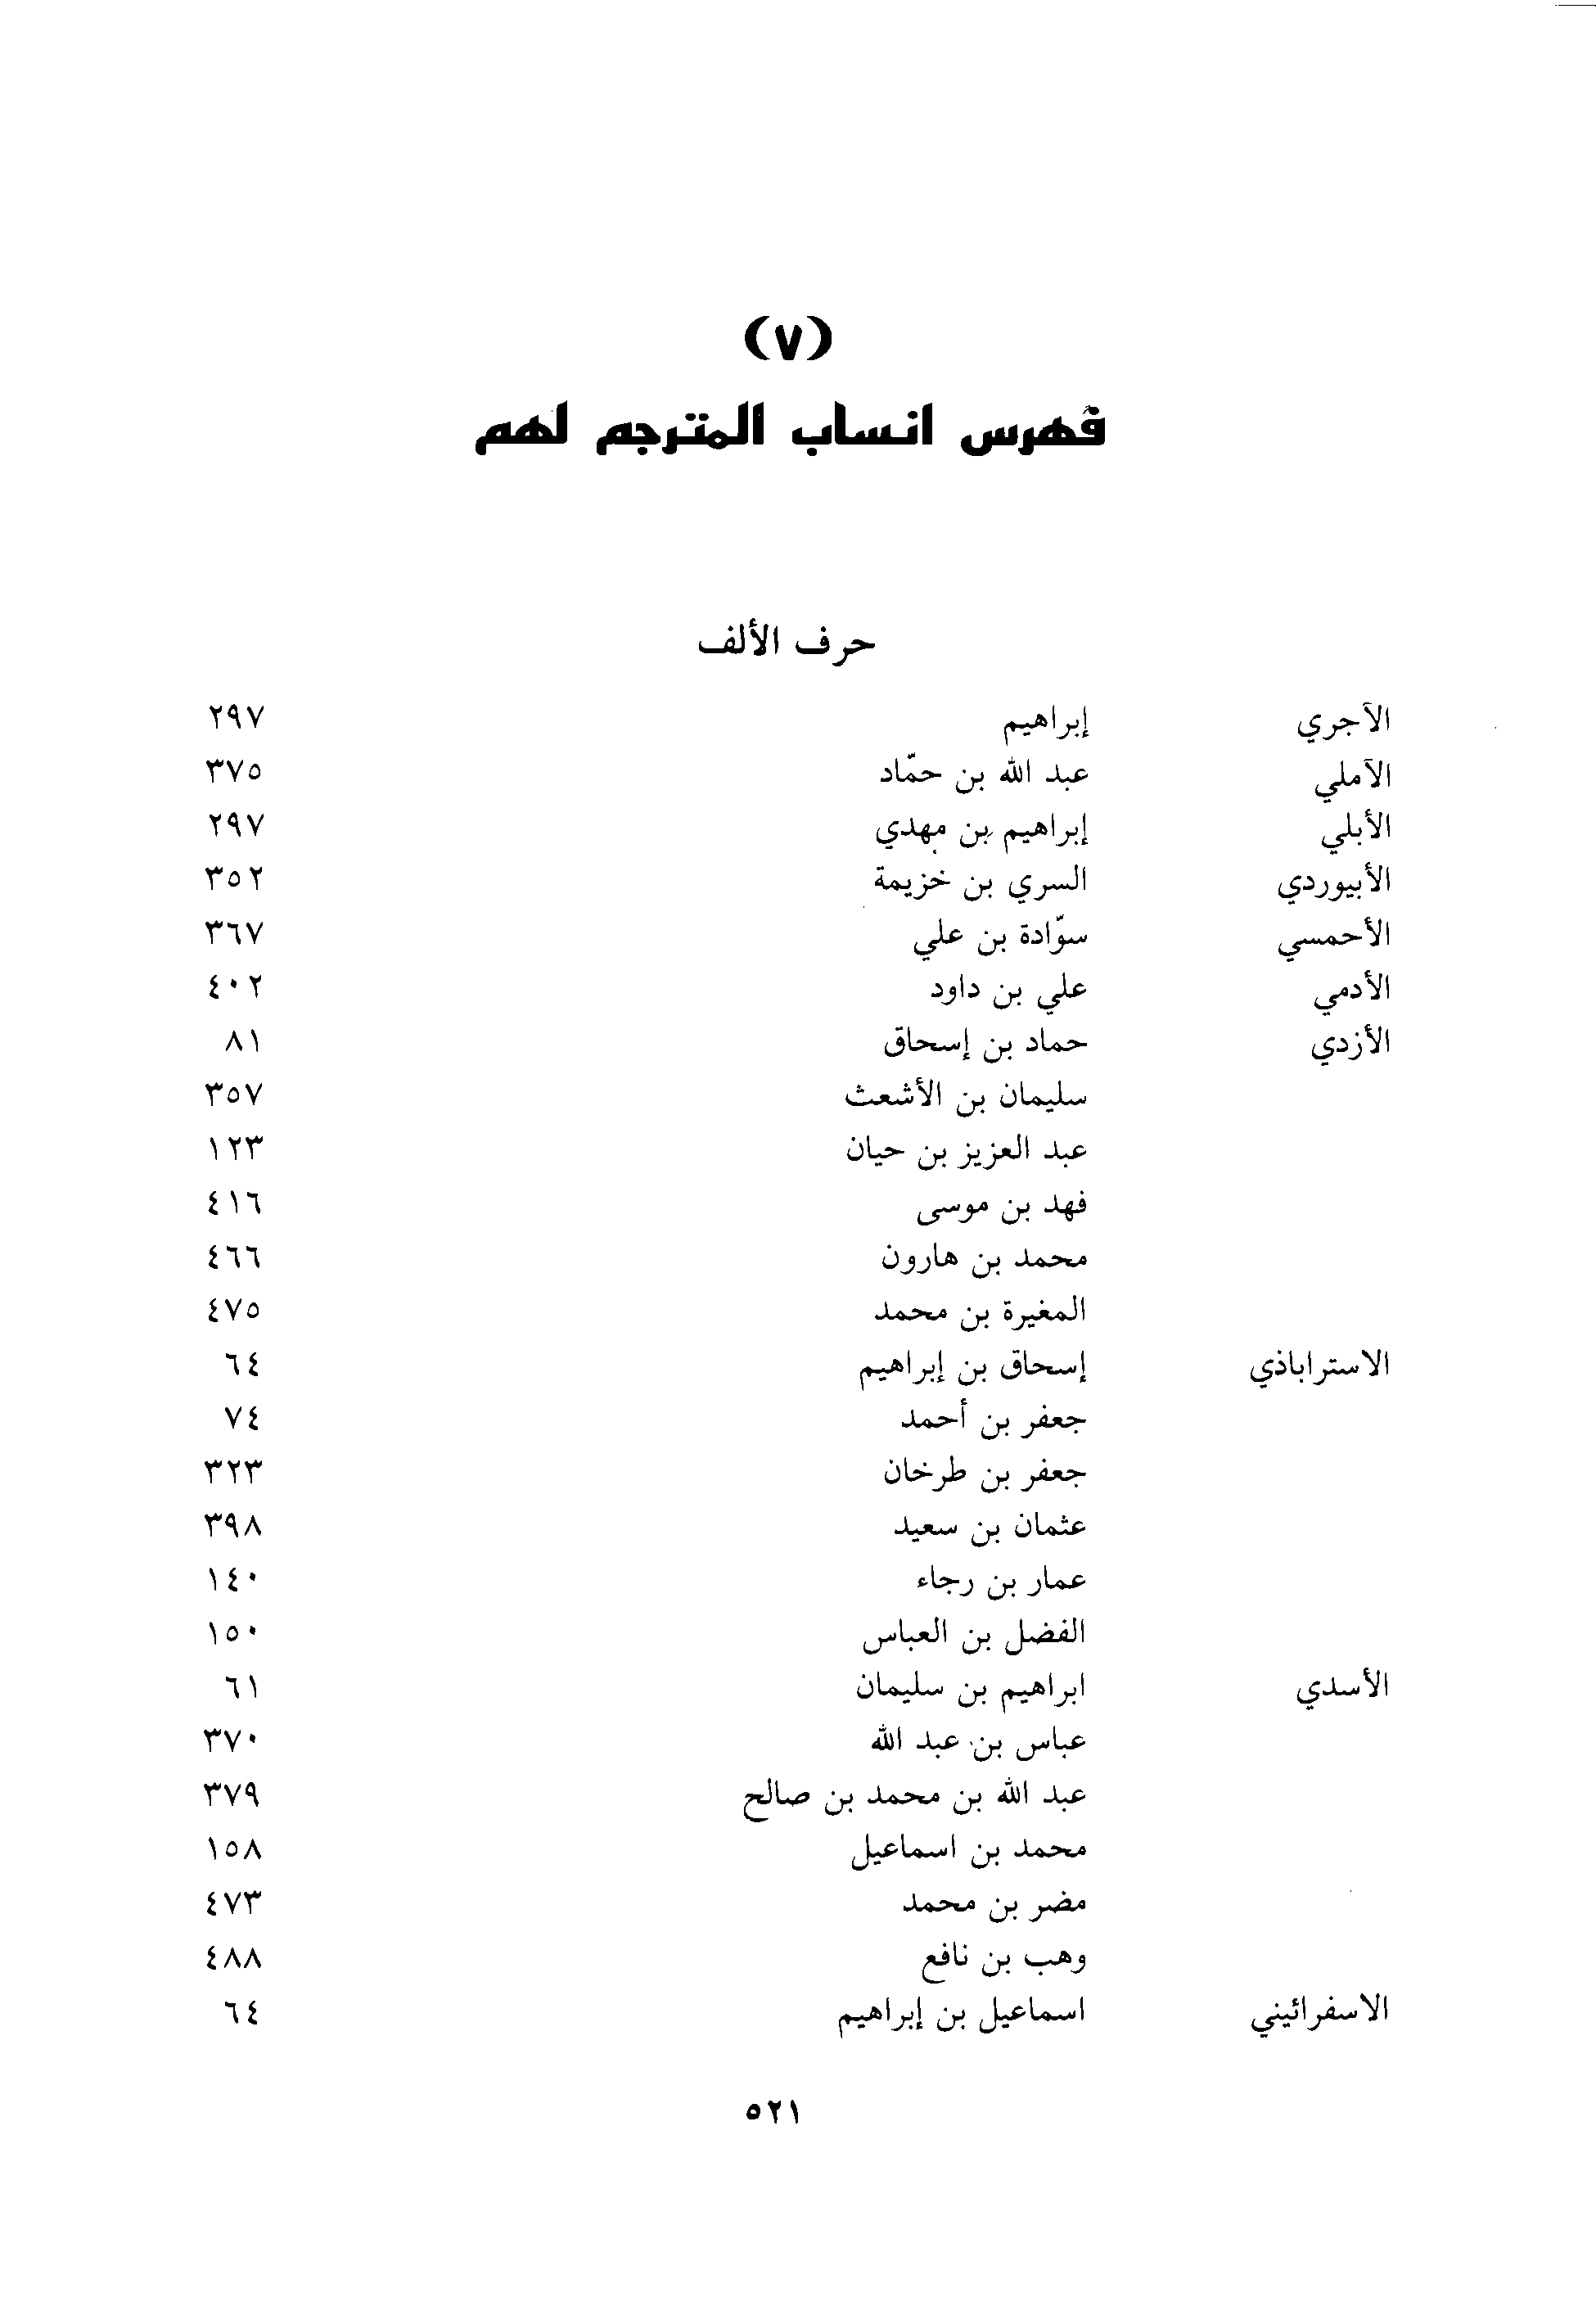 (٧)
فهرس انساب المترجم لهم
حرف الألف
الآجري إبراهيم ٢٩٧
الآملي عبد الله بن حمّاد ٣٧٥
الأبلي إبراهيم بن مهدي ٢٩٧
الأبيوردي السري بن خزيمة ٣٥٢
الأحمسي سوّادة بن علي ٣٦٧
الأدمي علي بن داود ٤٠٢
الأزدي حماد بن إسحاق ٨١
سليمان بن الأشعث ٣٥٧
عبد العزيز بن حيان ١٢٣
فهد بن موسى ٤١٦
محمد بن هارون ٤٦٦
المغيرة بن محمد ٤٧٥
الاستراباذي إسحاق بن إبراهيم ٦٤
جعفر بن أحمد ٧٤
جعفر بن طرخان ٣٢٣
عثمان بن سعيد ٣٩٨
عمار بن رجاء ١٤٠
الفضل بن العباس ١٥٠
الأسدي ابراهيم بن سليمان ٦١
عباس بن عبد الله ٣٧٠
عبد الله بن محمد بن صالح ٣٧٩
محمد بن اسماعيل ١٥٨
مضر بن محمد ٤٧٣
وهب بن نافع ٤٨٨
الاسفرائيني اسماعيل بن إبراهيم ٦٤
٥٢١